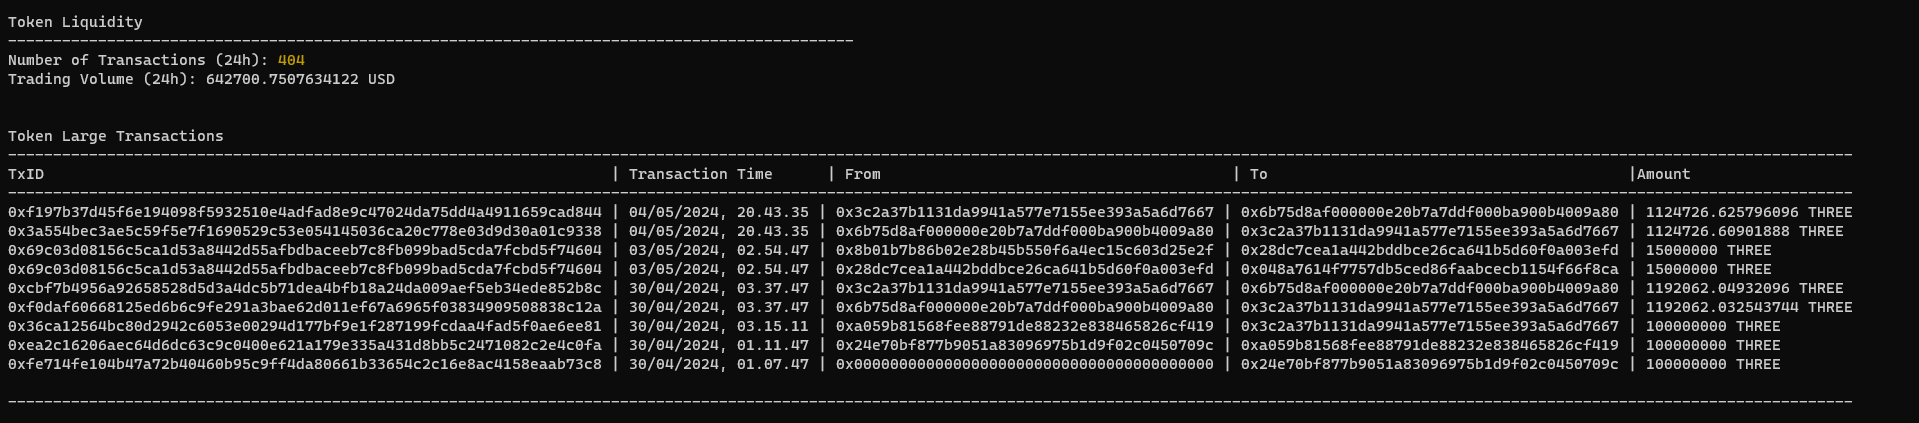 Token Liquidity
----------------------------------------------------------------------------------------------
Number of Transactions (24h): 404
Trading Volume (24h): 642700.7507634122 USD
Token Large Transactions
TxID | Transaction Time | From | To |Amount
0xf197b37d45f6e194098f5932510e4adfad8e9c47024da75dd4a4911659cad844 | 04/05/2024, 20.43.35 | 0x3c2a37b1131da9941a577e7155ee393a5a6d7667 | 0x6b75d8af000000e20b7a7ddf000ba900b4009a80 | 1124726.625796096 THREE
0x3a554bec3ae5c59f5e7f1690529c53e054145036ca20c778e03d9d30a01c9338 | 04/05/2024, 20.43.35 | 0x6b75d8af000000e20b7a7ddf000ba900b4009a80 | 0x3c2a37b1131da9941a577e7155ee393a5a6d7667 | 1124726.60901888 THREE
0x69c03d08156c5ca1d53a8442d55afbdbaceeb7c8fb099bad5cda7fcbd5f74604 | 03/05/2024, 02.54.47 | 0x8b01b7b86b02e28b45b550f6a4ec15c603d25e2f | 0x28dc7cea1a442bddbce26ca641b5d60f0a003efd | 15000000 THREE
0x69c03d08156c5ca1d53a8442d55afbdbaceeb7c8fb099bad5cda7fcbd5f74604 | 03/05/2024, 02.54.47 | 0x28dc7cea1a442bddbce26ca641b5d60f0a003efd | 0x048a7614f7757db5ced86faabcecb1154f66f8ca | 15000000 THREE
0xcbf7b4956a92658528d5d3a4dc5b71dea4bfb18a24da009aef5eb34ede852b8c | 30/04/2024, 03.37.47 | 0x3c2a37b1131da9941a577e7155ee393a5a6d7667 | 0x6b75d8af000000e20b7a7ddf000ba900b4009a80 | 1192062.04932096 THREE
0xf0daf60668125ed6b6c9fe291a3bae62d011ef67a6965f03834909508838c12a | 30/04/2024, 03.37.47 | 0x6b75d8af000000e20b7a7ddf000ba900b4009a80 | 0x3c2a37b1131da9941a577e7155ee393a5a6d7667 | 1192062.032543744 THREE
0x36ca12564bc80d2942c6053e00294d177bf9e1f287199fcdaa4fad5f0ae6ee81 | 30/04/2024, 03.15.11 | 0xa059b81568fee88791de88232e838465826cf419 | 0x3c2a37b1131da9941a577e7155ee393a5a6d7667 | 100000000 THREE
0xea2c16206aec64d6dc63c9c0400e621a179e335a431d8bb5c2471082c2e4c0fa | 30/04/2024, 01.11.47 | 0x24e70bf877b9051a83096975b1d9f02c0450709c | 0xa059b81568fee88791de88232e838465826cf419 | 100000000 THREE
0xfe714fe104b47a72b40460b95c9ff4da80661b33654c2c16e8ac4158eaab73c8 | 30/04/2024, 01.07.47 | 0x0000000000000000000000000000000000000000 | 0x24e70bf877b9051a83096975b1d9f02c0450709c | 100000000 THREE